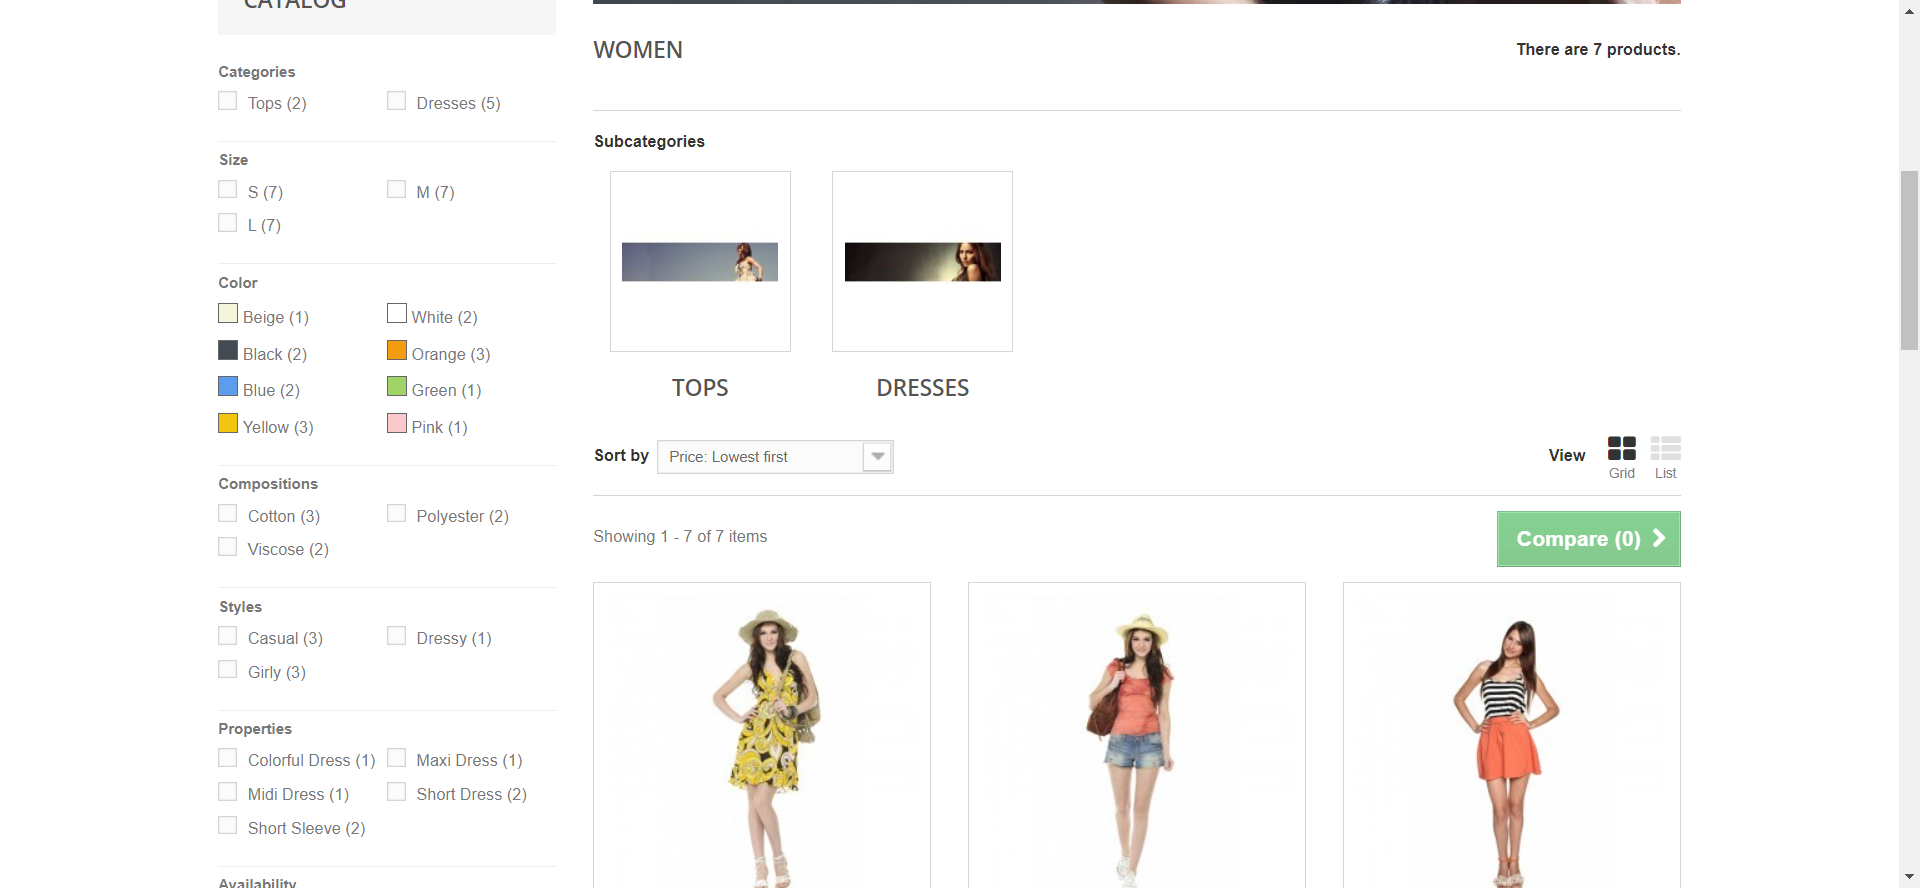 CATALOG
Categories
Tops (2)
Dresses (5)
Size
S (7)
M (7)
L (7)
Color
Beige (1)
White (2)
Black (2)
Orange (3)
Blue (2)
Green (1)
Yellow (3)
Pink (1)
Compositions
Cotton (3)
Polyester (2)
Viscose (2)
Styles
Casual (3)
Dressy (1)
Girly (3)
Properties
Colorful Dress (1)
Maxi Dress (1)
Midi Dress (1)
Short Dress (2)
Short Sleeve (2)
Availability
WOMEN
There are 7 products.
Subcategories
TOPS
DRESSES
Sort by
Price: Lowest first
View
Grid
List
Showing 1 - 7 of 7 items
Compare (0)